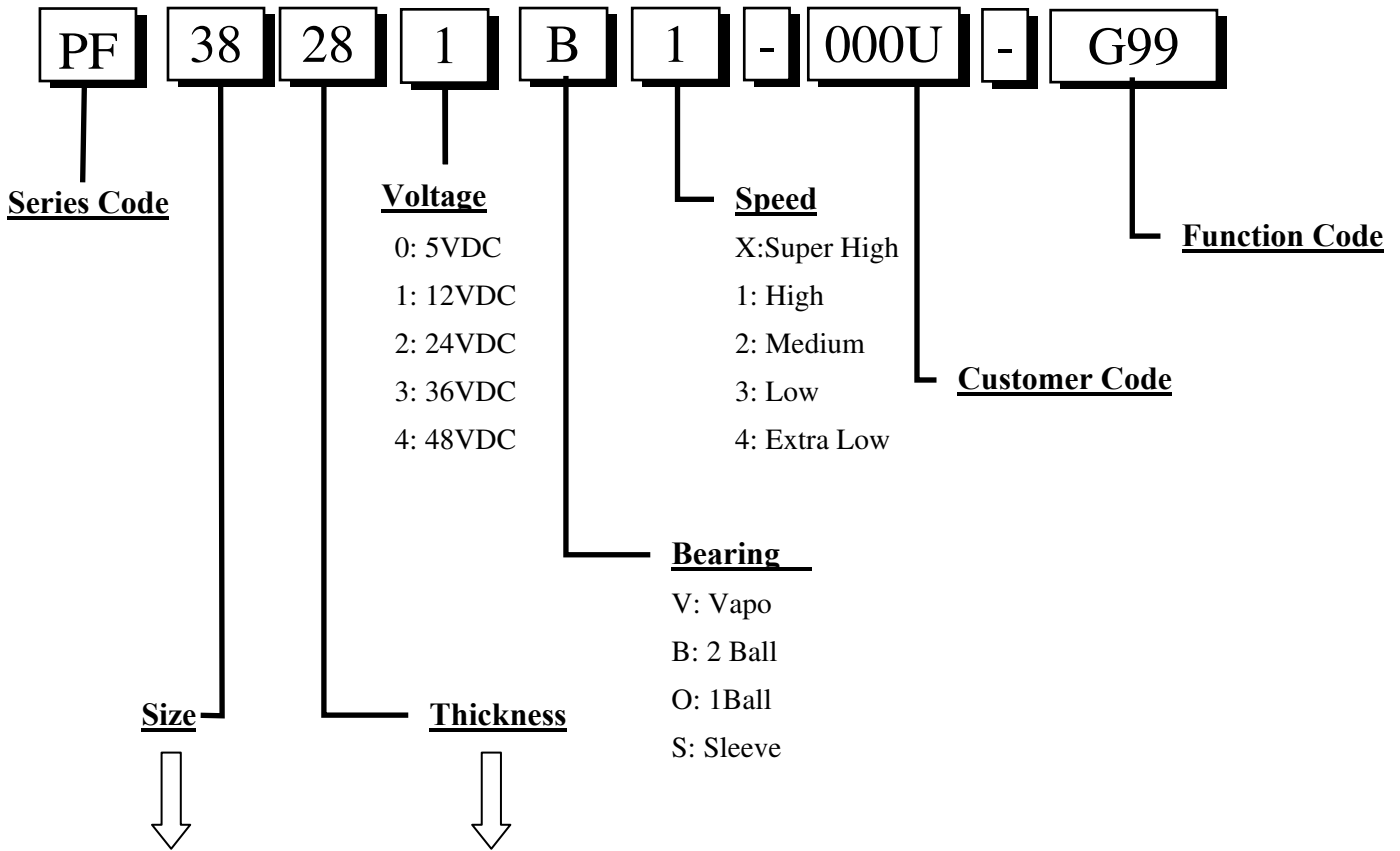 PF 38 28 1 B 1 - 000U - G99
Series Code
Voltage
0: 5VDC
1: 12VDC
2: 24VDC
3: 36VDC
4: 48VDC
Speed
X:Super High
1: High
2: Medium
3: Low
4: Extra Low
Function Code
Customer Code
Bearing
V: Vapo
B: 2 Ball
O: 1Ball
S: Sleeve
Size
Thickness